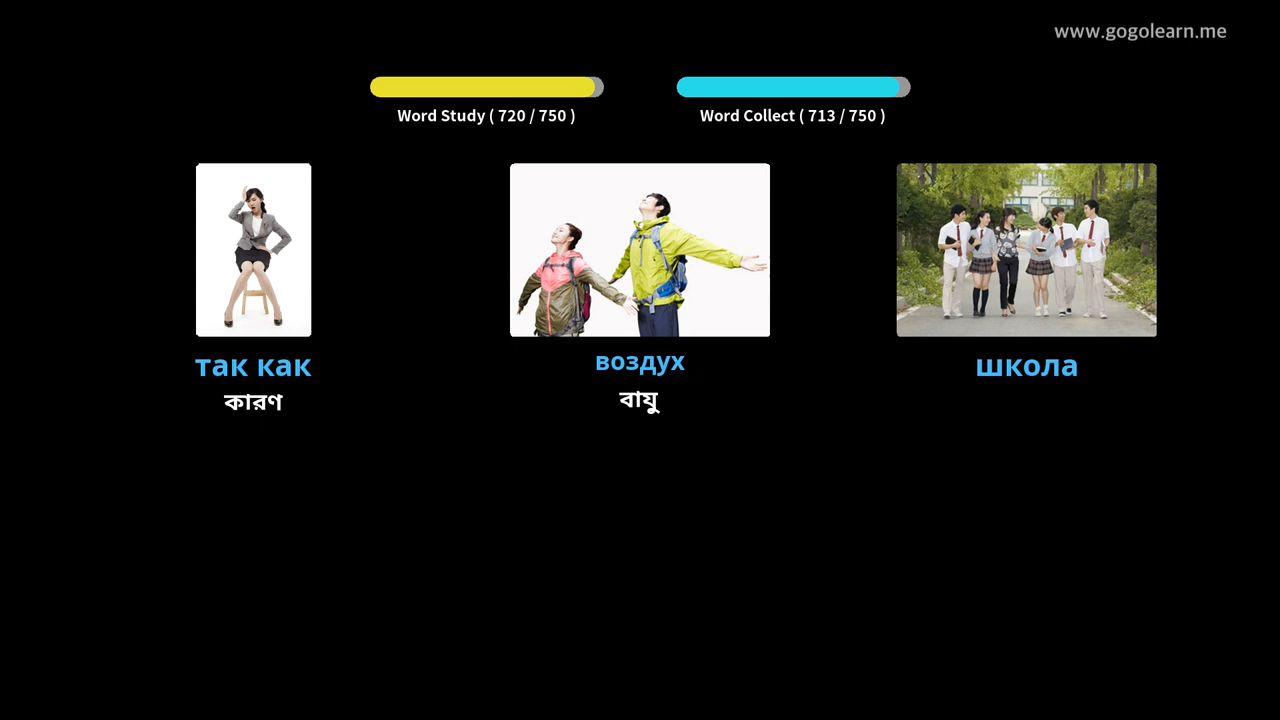 www.gogolearn.me
Word Study ( 720 / 750 )
Word Collect ( 713 / 750 )
так как
কারণ
воздух
বায়ু
школа